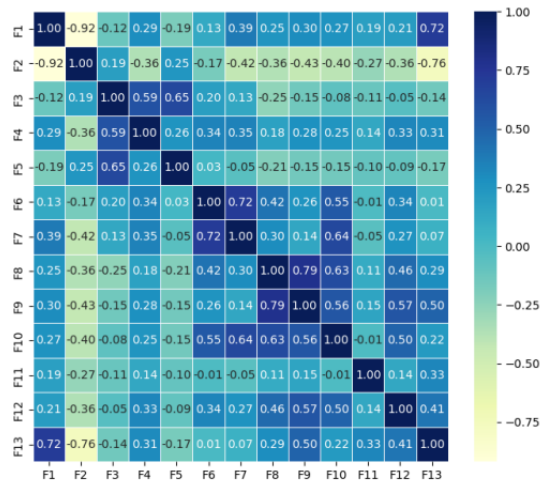 1.00
F1 1.00 -0.92 -0.12 0.29 -0.19 0.13 0.39 0.25 0.30 0.27 0.19 0.21 0.72
F2 -0.92 1.00 0.19 -0.36 0.25 -0.17 -0.42 -0.36 -0.43 -0.40 -0.27 -0.36 -0.76
0.75
F3 -0.12 0.19 1.00 0.59 0.65 0.20 0.13 -0.25 -0.15 -0.08 -0.11 -0.05 -0.14
F4 0.29 -0.36 0.59 1.00 0.26 0.34 0.35 0.18 0.28 0.25 0.14 0.33 0.31
0.50
F5 -0.19 0.25 0.65 0.26 1.00 0.03 -0.05 -0.21 -0.15 -0.15 -0.10 -0.09 -0.17
0.25
F6 0.13 -0.17 0.20 0.34 0.03 1.00 0.72 0.42 0.26 0.55 -0.01 0.34 0.01
F7 0.39 -0.42 0.13 0.35 -0.05 0.72 1.00 0.30 0.14 0.64 -0.05 0.27 0.07
0.00
F8 0.25 -0.36 -0.25 0.18 -0.21 0.42 0.30 1.00 0.79 0.63 0.11 0.46 0.29
F9 0.30 -0.43 -0.15 0.28 -0.15 0.26 0.14 0.79 1.00 0.56 0.15 0.57 0.50
−0.25
F10 0.27 -0.40 -0.08 0.25 -0.15 0.55 0.64 0.63 0.56 1.00 -0.01 0.50 0.22
−0.50
F11 0.19 -0.27 -0.11 0.14 -0.10 -0.01 -0.05 0.11 0.15 -0.01 1.00 0.14 0.33
F12 0.21 -0.36 -0.05 0.33 -0.09 0.34 0.27 0.46 0.57 0.50 0.14 1.00 0.41
−0.75
F13 0.72 -0.76 -0.14 0.31 -0.17 0.01 0.07 0.29 0.50 0.22 0.33 0.41 1.00
F1 F2 F3 F4 F5 F6 F7 F8 F9 F10 F11 F12 F13